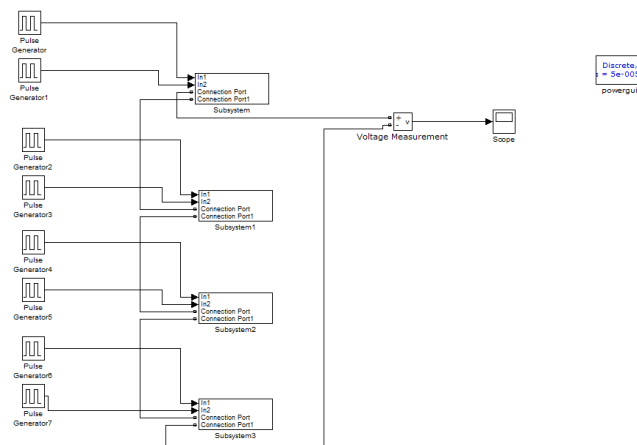 Pulse
Generator
Pulse
Generator1
In1
In2
Connection Port
Connection Port1
Subsystem
Discrete,
= 5e-005
powergui
+
-
v
Voltage Measurement
Scope
Pulse
Generator2
Pulse
Generator3
In1
In2
Connection Port
Connection Port1
Subsystem1
Pulse
Generator4
Pulse
Generator5
In1
In2
Connection Port
Connection Port1
Subsystem2
Pulse
Generator6
Pulse
Generator7
In1
In2
Connection Port
Connection Port1
Subsystem3